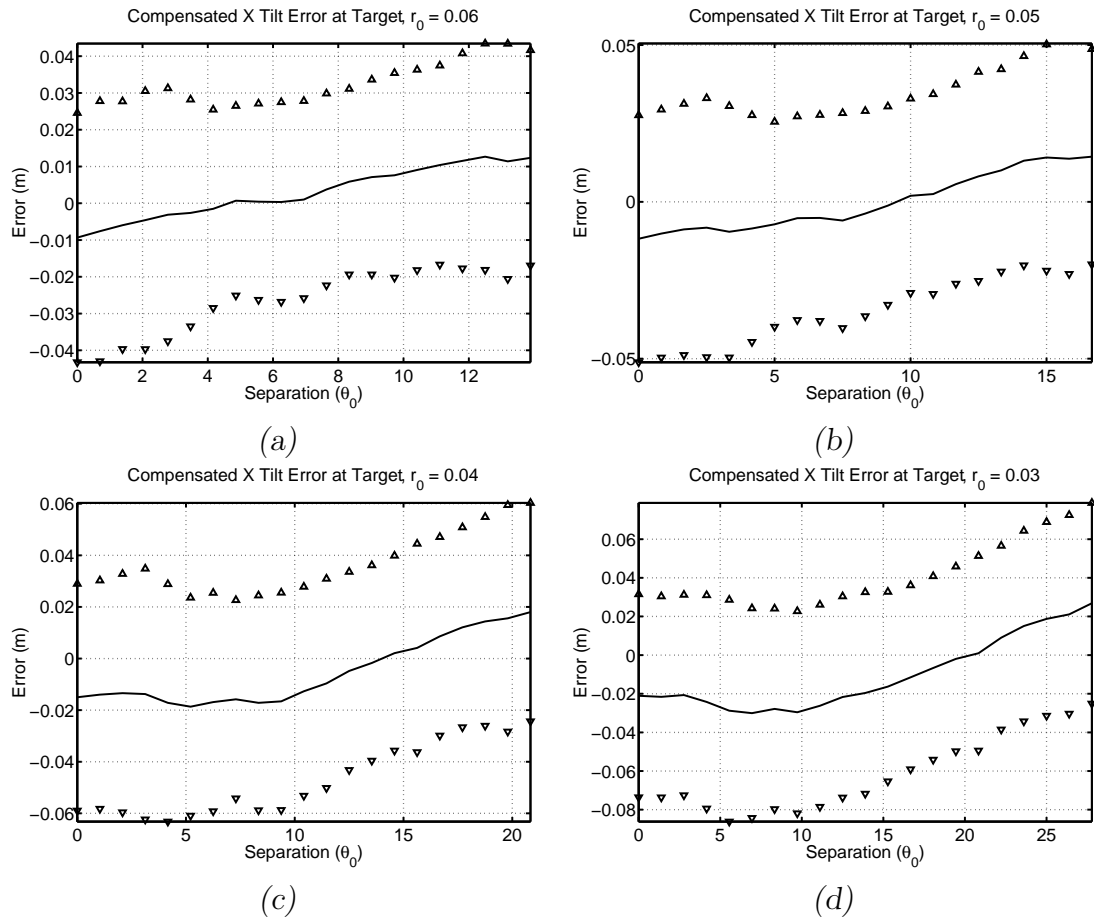 Compensated X Tilt Error at Target, r₀ = 0.06
0.04
0.03
0.02
0.01
0
−0.01
−0.02
−0.03
−0.04
Error (m)
0 2 4 6 8 10 12
Separation (θ₀)
(a)
Compensated X Tilt Error at Target, r₀ = 0.05
0.05
0
−0.05
Error (m)
0 5 10 15
Separation (θ₀)
(b)
Compensated X Tilt Error at Target, r₀ = 0.04
0.06
0.04
0.02
0
−0.02
−0.04
−0.06
Error (m)
0 5 10 15 20
Separation (θ₀)
(c)
Compensated X Tilt Error at Target, r₀ = 0.03
0.06
0.04
0.02
0
−0.02
−0.04
−0.06
−0.08
Error (m)
0 5 10 15 20 25
Separation (θ₀)
(d)